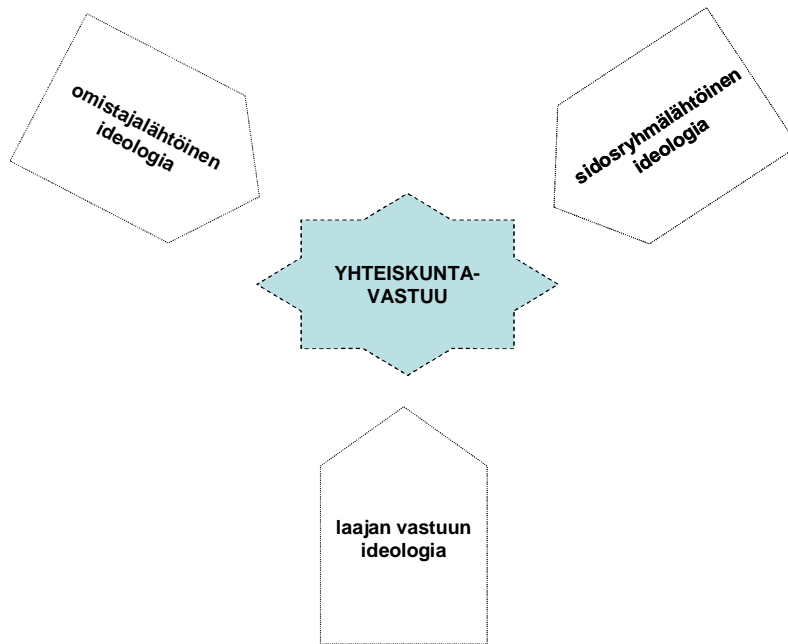 omistajalähtöinen
ideologia
sidosryhmälähtöinen
ideologia
YHTEISKUNTA-
VASTUU
laajan vastuun
ideologia